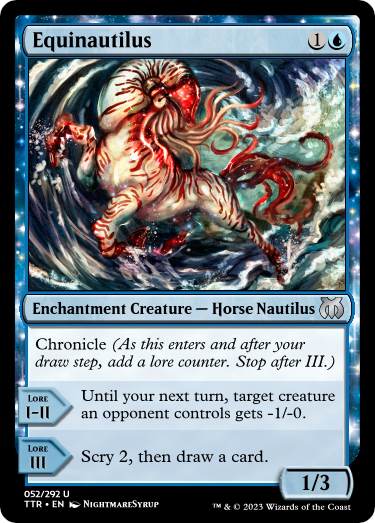 Equinautilus 1
Enchantment Creature — Horse Nautilus
Chronicle (As this enters and after your
draw step, add a lore counter. Stop after III.)
LORE
I-II
Until your next turn, target creature
an opponent controls gets -1/-0.
LORE
III
Scry 2, then draw a card.
1/3
052/292 U
TTR • EN NIGHTMARESYRUP
™ & © 2023 Wizards of the Coast